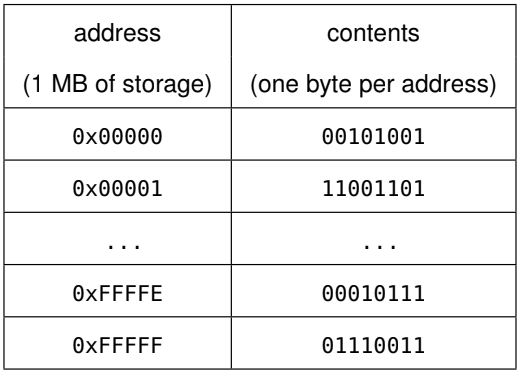 address contents
(1 MB of storage) (one byte per address)
0x00000 00101001
0x00001 11001101
... ...
0xFFFFE 00010111
0xFFFFF 01110011